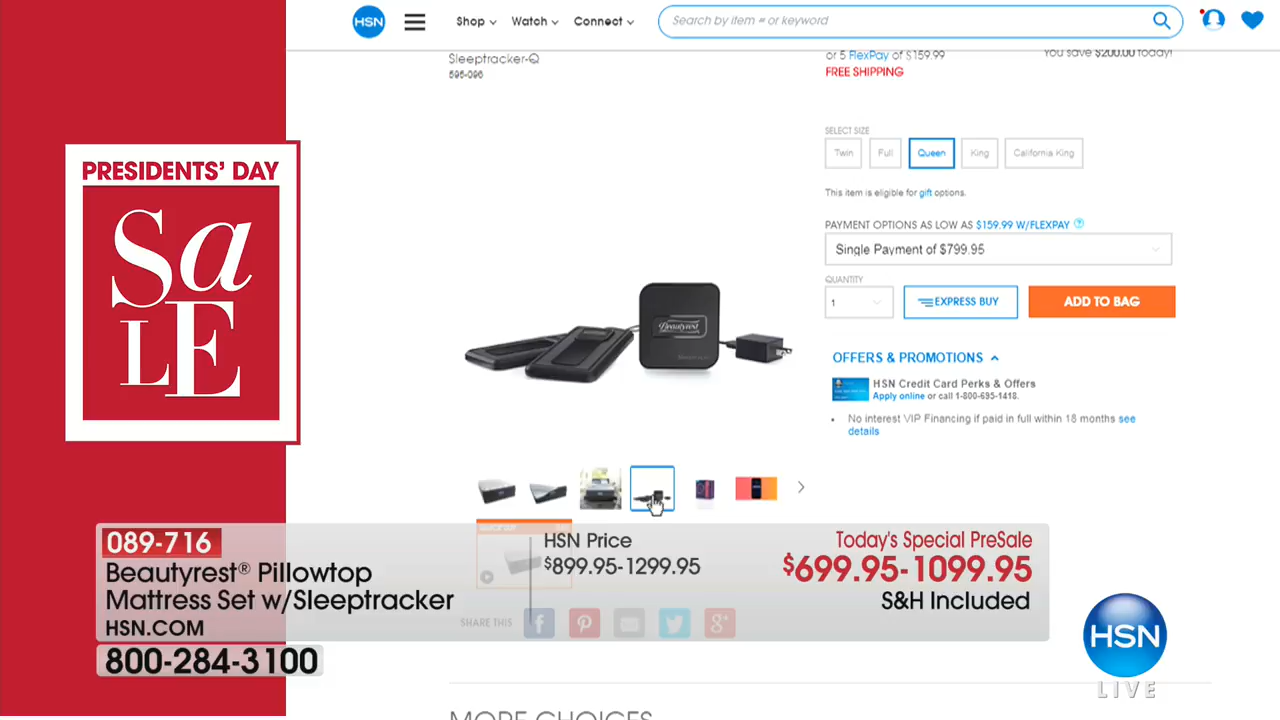 HSN
Shop
Watch
Connect
Search by item # or keyword
Sleeptracker-Q
596-096
or 5 FlexPay of $159.99
You save $200.00 today!
FREE SHIPPING
PRESIDENTS' DAY
SaLE
SELECT SIZE
Twin
Full
Queen
King
California King
This item is eligible for gift options.
PAYMENT OPTIONS AS LOW AS $159.99 W/FLEXPAY ?
Single Payment of $799.95
QUANTITY
1
EXPRESS BUY
ADD TO BAG
Beautyrest
OFFERS & PROMOTIONS
HSN Credit Card Perks & Offers
Apply online or call 1-800-695-1418.
No interest VIP Financing if paid in full within 18 months see
details
089-716
Beautyrest® Pillowtop
Mattress Set w/Sleeptracker
HSN.COM
800-284-3100
HSN Price
$899.95-1299.95
Today's Special PreSale
$699.95-1099.95
S&H Included
SHARE THIS
HSN
LIVE
MORE CHOICES